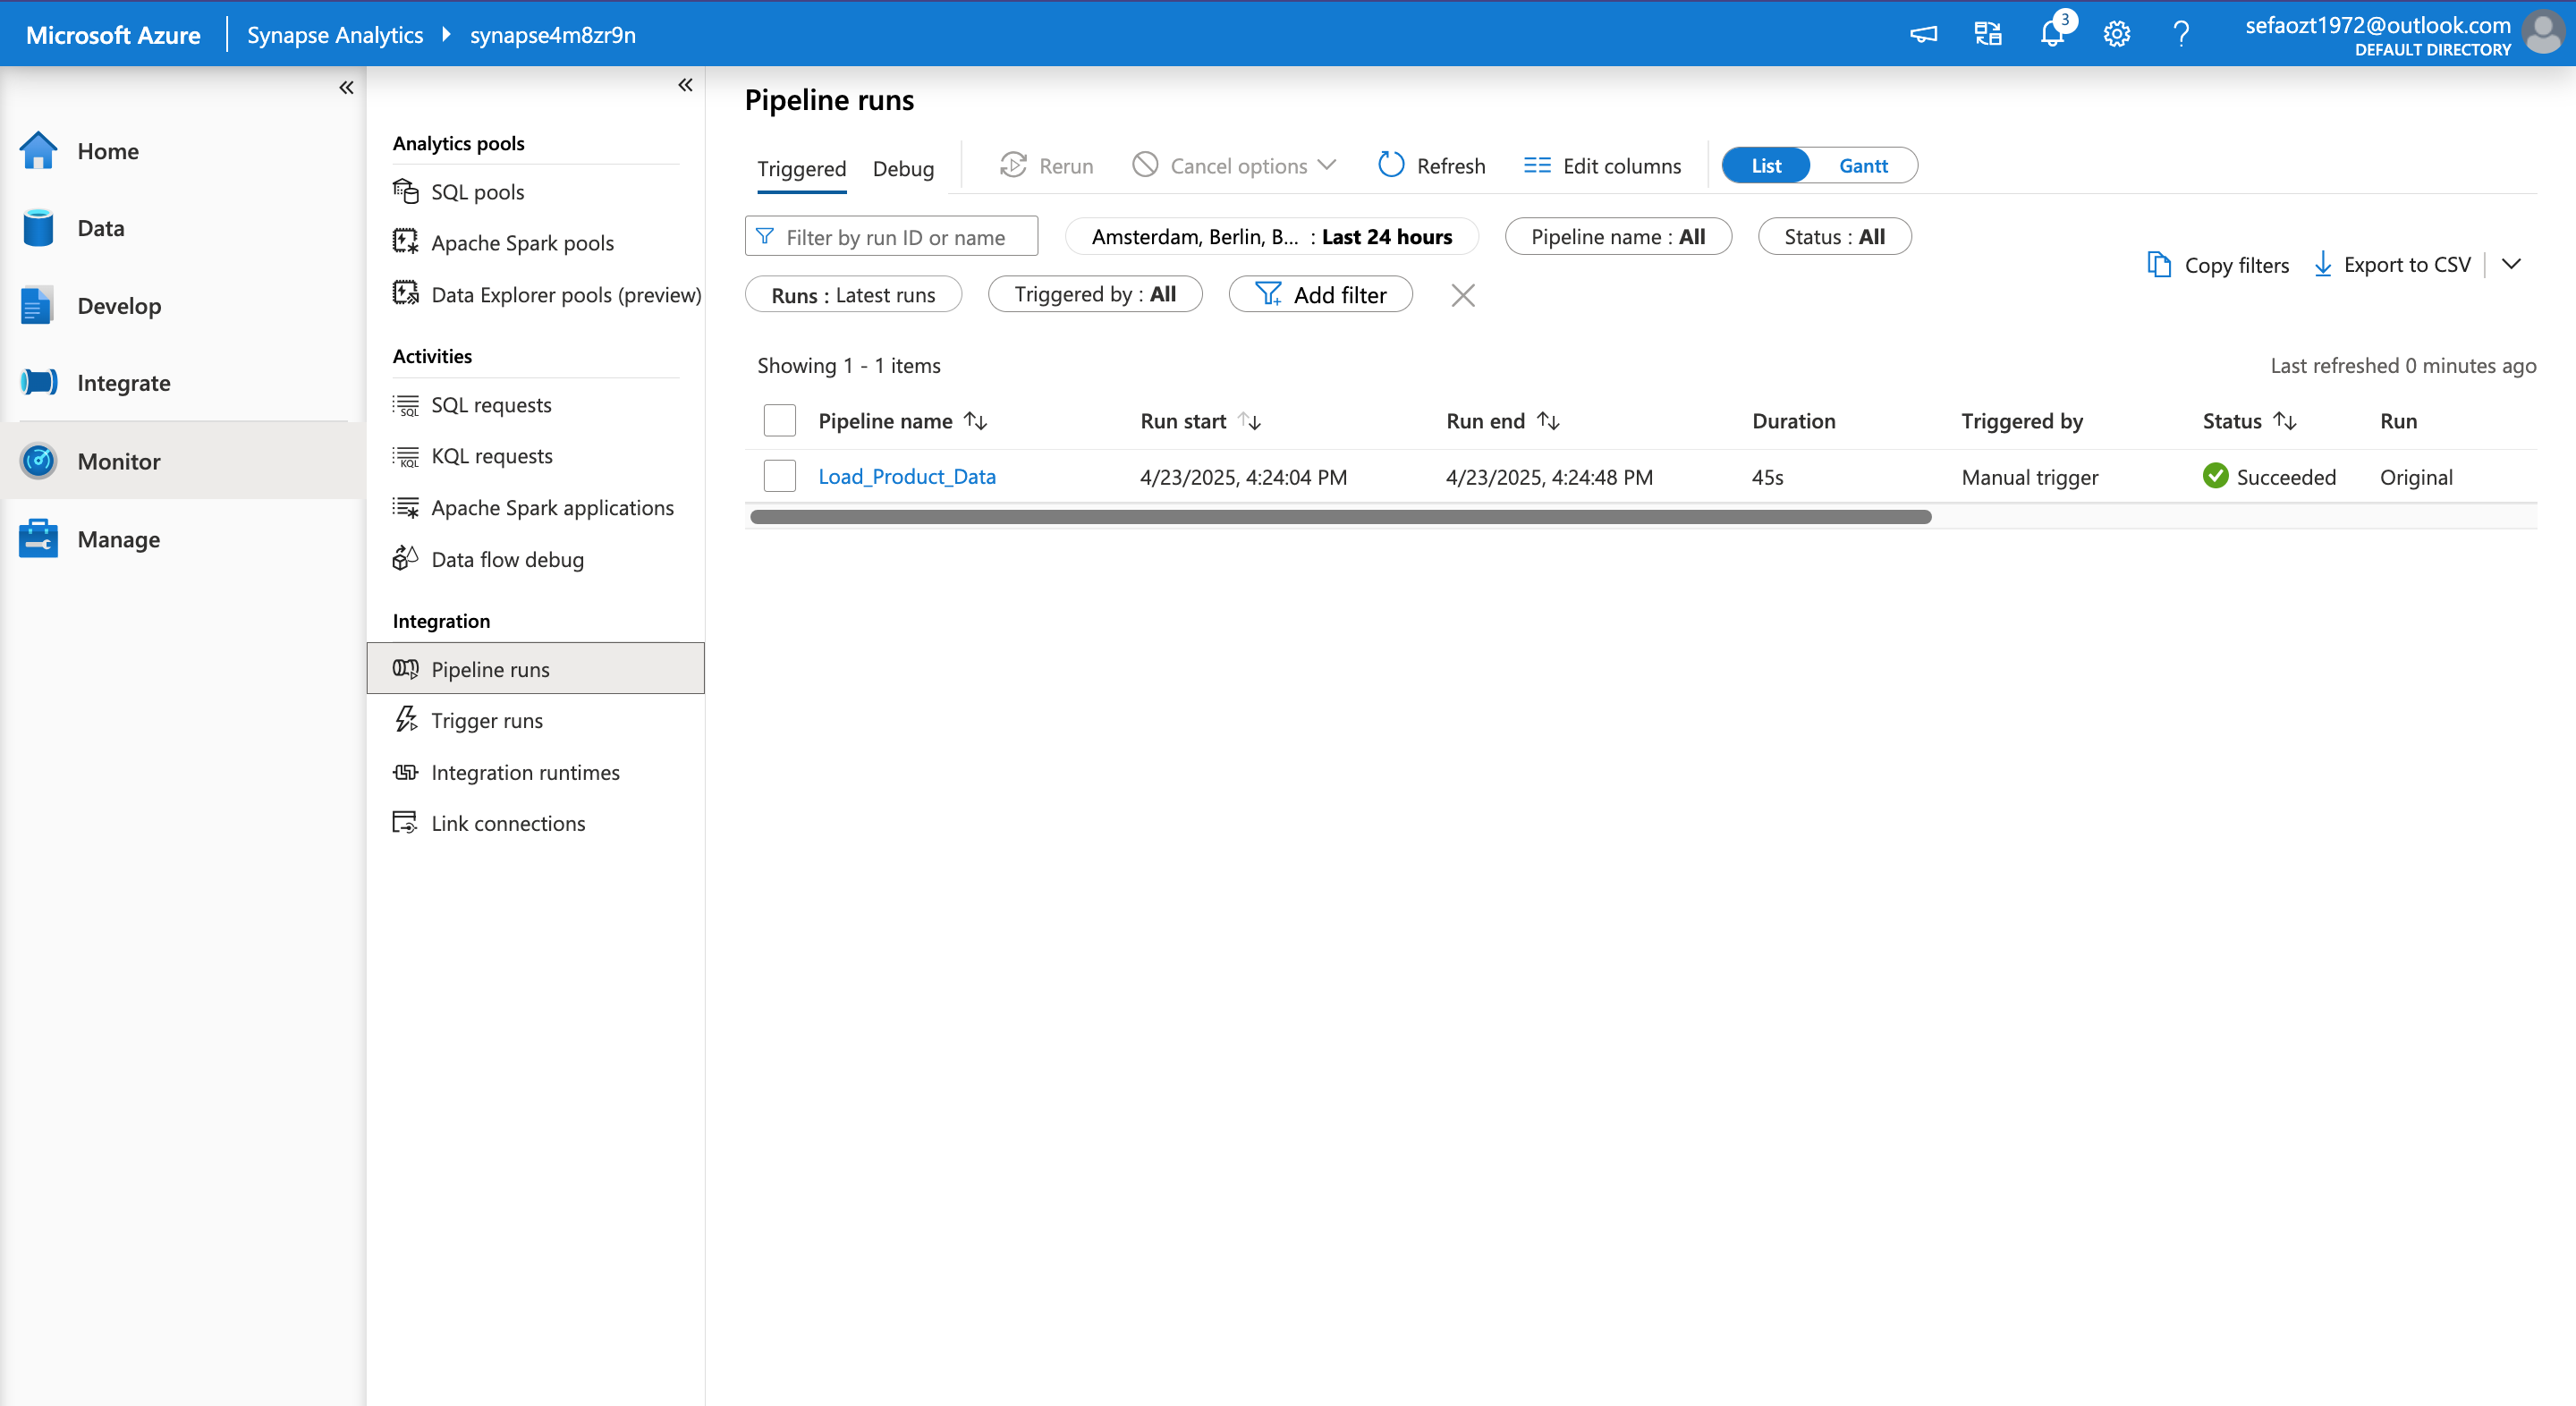 Microsoft Azure
Synapse Analytics
synapse4m8zr9n
3
sefaozt1972@outlook.com
DEFAULT DIRECTORY
Home
Data
Develop
Integrate
Monitor
Manage
Analytics pools
SQL pools
Apache Spark pools
Data Explorer pools (preview)
Activities
SQL requests
KQL requests
Apache Spark applications
Data flow debug
Integration
Pipeline runs
Trigger runs
Integration runtimes
Link connections
Pipeline runs
Triggered Debug Rerun Cancel options Refresh Edit columns List Gantt
Filter by run ID or name Amsterdam, Berlin, B... : Last 24 hours Pipeline name : All Status : All
Runs : Latest runs Triggered by : All Add filter
Copy filters Export to CSV
Showing 1 - 1 items Last refreshed 0 minutes ago
Pipeline name Run start Run end Duration Triggered by Status Run
Load_Product_Data 4/23/2025, 4:24:04 PM 4/23/2025, 4:24:48 PM 45s Manual trigger Succeeded Original